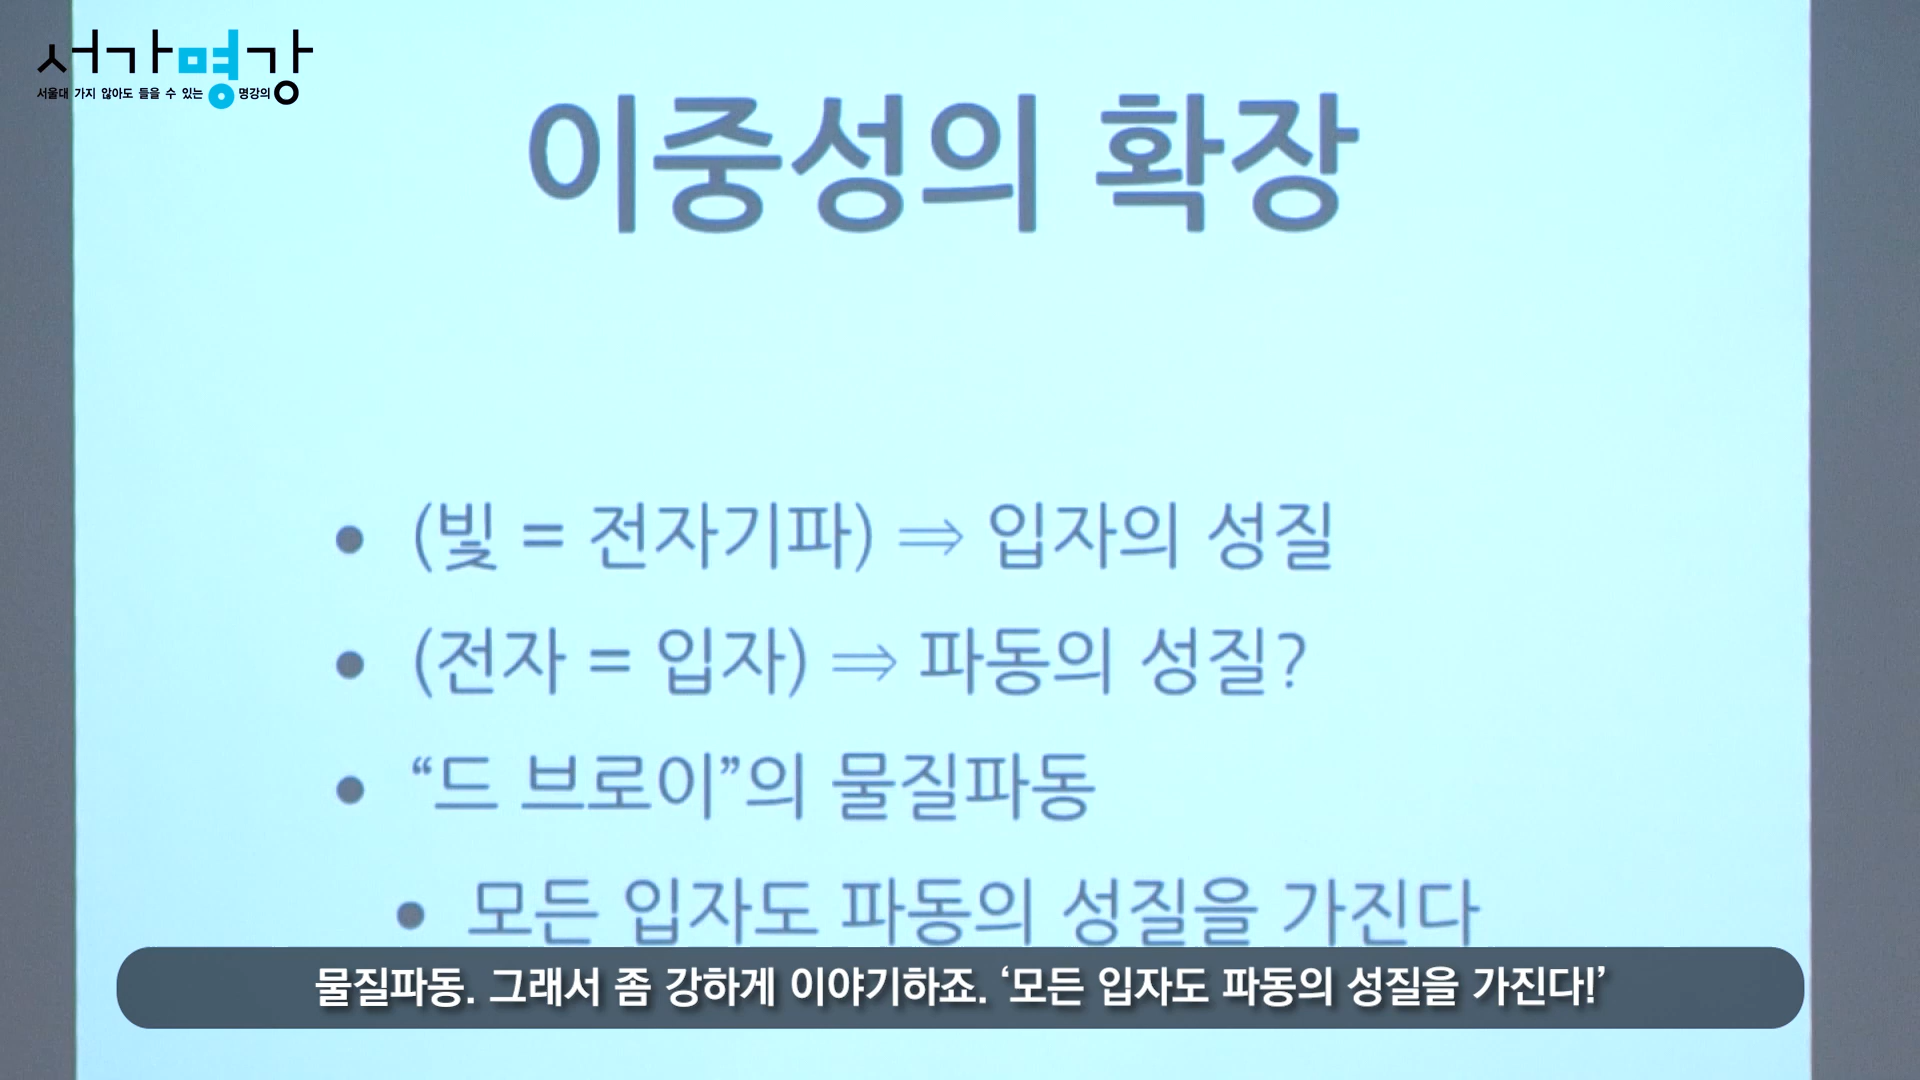 서가명강
서울대 가지 않아도 들을 수 있는 명강의
이중성의 확장
• (빛 = 전자기파) ⇒ 입자의 성질
• (전자 = 입자) ⇒ 파동의 성질?
• “드 브로이”의 물질파동
• 모든 입자도 파동의 성질을 가진다
물질파동. 그래서 좀 강하게 이야기하죠. ‘모든 입자도 파동의 성질을 가진다!’